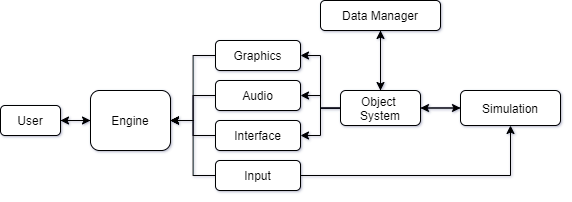 Data Manager
Graphics
Audio
Object
System
Simulation
User
Engine
Interface
Input